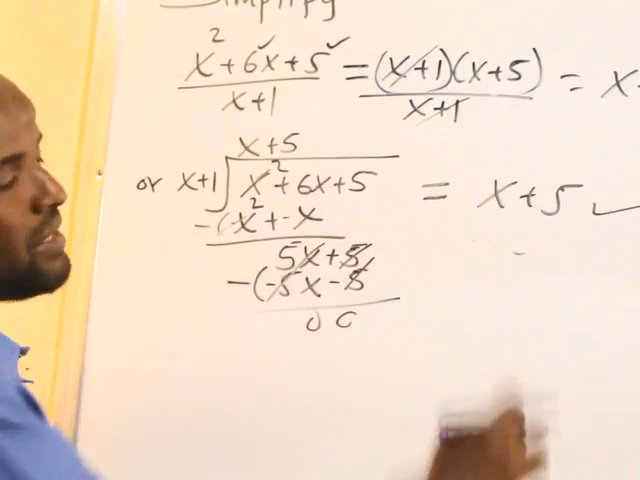 Simplify
x²+6x+5 / x+1 = (x+1)(x+5) / x+1 = x
x+5
or x+1 √ x²+6x+5 = x+5 ✓
-(-x²+-x
5x+5
-(-5x-5
0 0